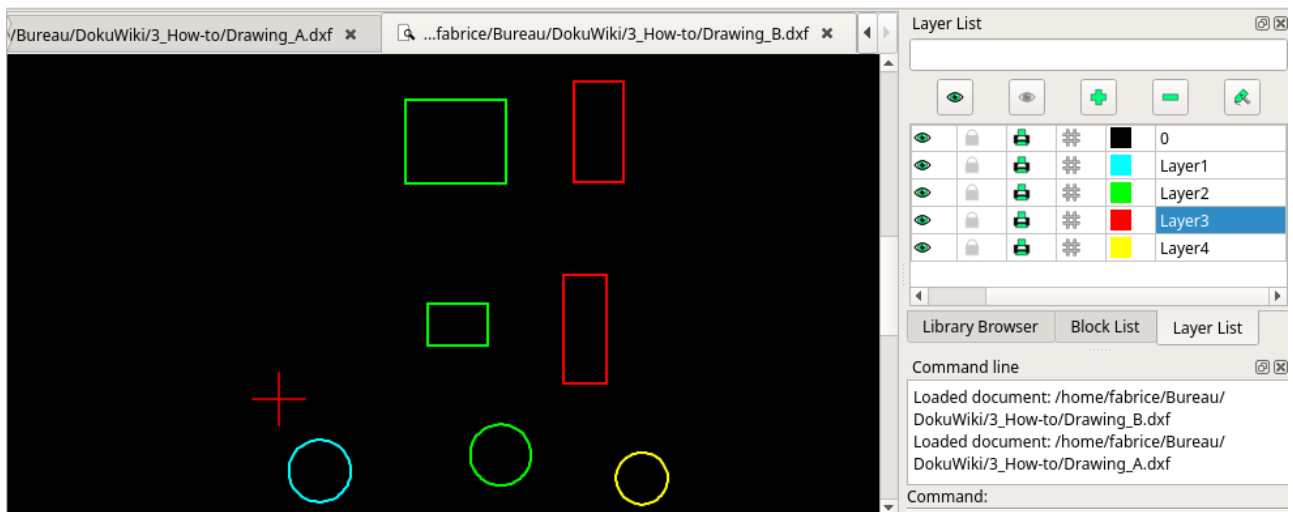 /Bureau/DokuWiki/3_How-to/Drawing_A.dxf
...fabrice/Bureau/DokuWiki/3_How-to/Drawing_B.dxf
Layer List
0
Layer1
Layer2
Layer3
Layer4
Library Browser
Block List
Layer List
Command line
Loaded document: /home/fabrice/Bureau/
DokuWiki/3_How-to/Drawing_B.dxf
Loaded document: /home/fabrice/Bureau/
DokuWiki/3_How-to/Drawing_A.dxf
Command: